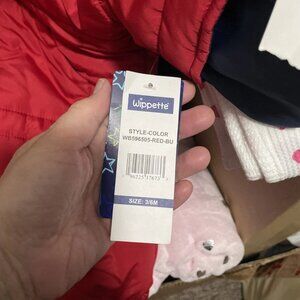 Wippette
STYLE-COLOR
WB596505-RED-BU
SIZE: 3/6M